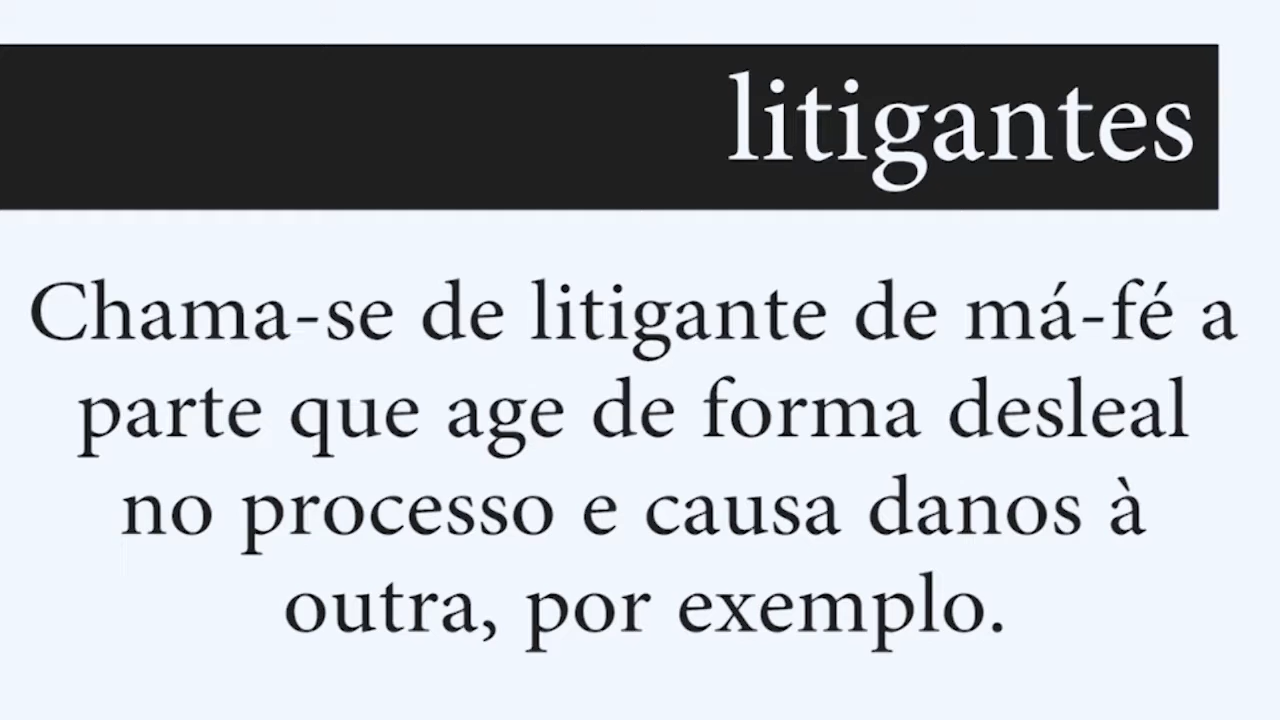 litigantes
Chama-se de litigante de má-fé a
parte que age de forma desleal
no processo e causa danos à
outra, por exemplo.